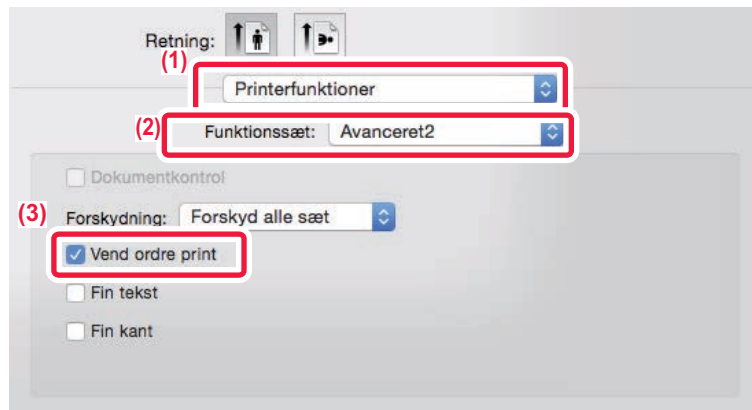 Retning:
(1)
Printerfunktioner
(2)
Funktionssæt: Avanceret2
Dokumentkontrol
(3)
Forskydning: Forskyd alle sæt
Vend ordre print
Fin tekst
Fin kant